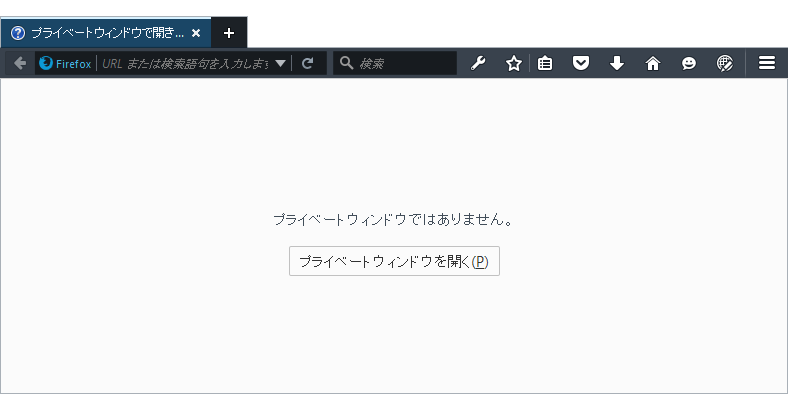 プライベートウィンドウで開き...
Firefox
URL または検索語句を入力します
検索
プライベートウィンドウではありません。
プライベートウィンドウを開く(P)